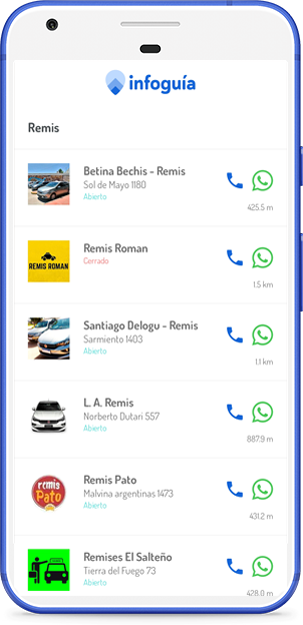 infoguía
Remis
Betina Bechis - Remis
Sol de Mayo 1180
Abierto
425.5 m
REMIS ROMAN
Remis Roman
Cerrado
1.5 km
Santiago Delogu - Remis
Sarmiento 1403
Abierto
1.1 km
L. A. Remis
Norberto Dutari 557
Abierto
887.9 m
remis
Pato
Remis Pato
Malvina argentinas 1473
Abierto
431.2 m
Remises El Salteño
Tierra del Fuego 73
Abierto
428.0 m